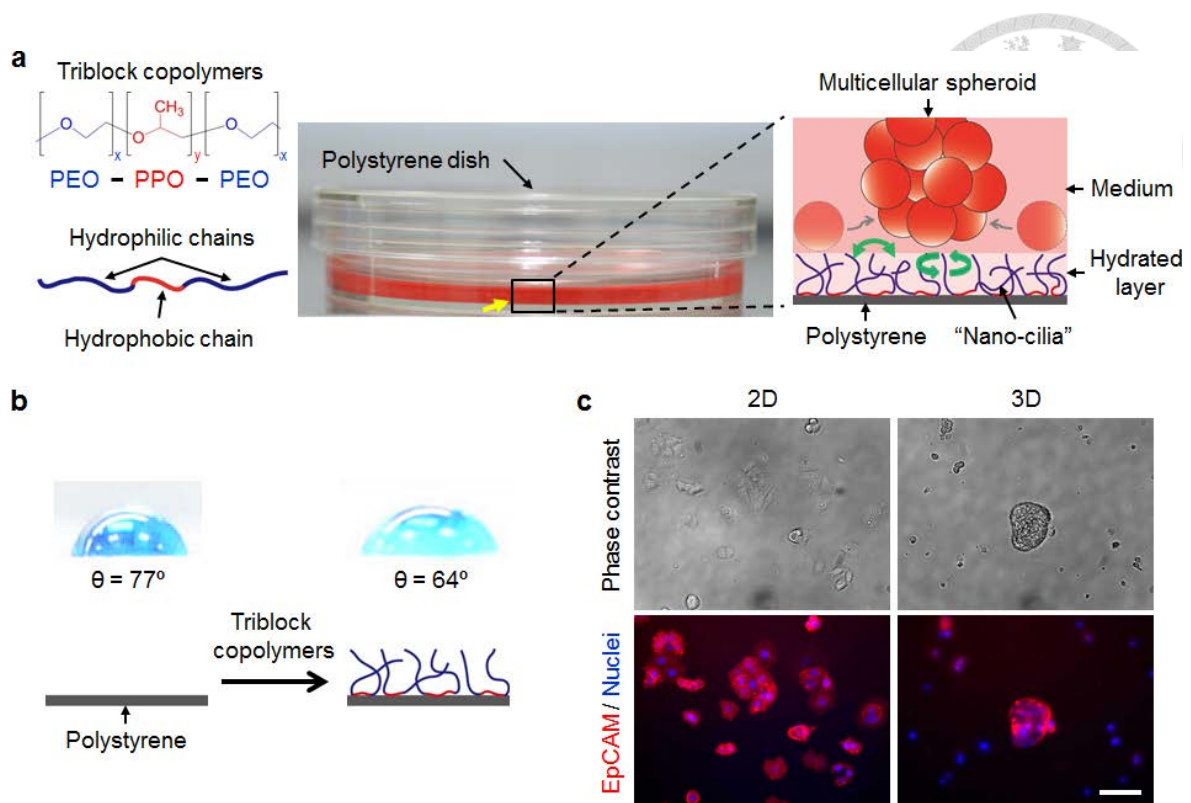 a
Triblock copolymers
CH3
O O O
x y x
PEO – PPO – PEO
Hydrophilic chains
Hydrophobic chain
Polystyrene dish
Multicellular spheroid
Medium
Hydrated
layer
Polystyrene
“Nano-cilia”
b
θ = 77º
θ = 64º
Triblock
copolymers
Polystyrene
c
2D
3D
Phase contrast
EpCAM / Nuclei